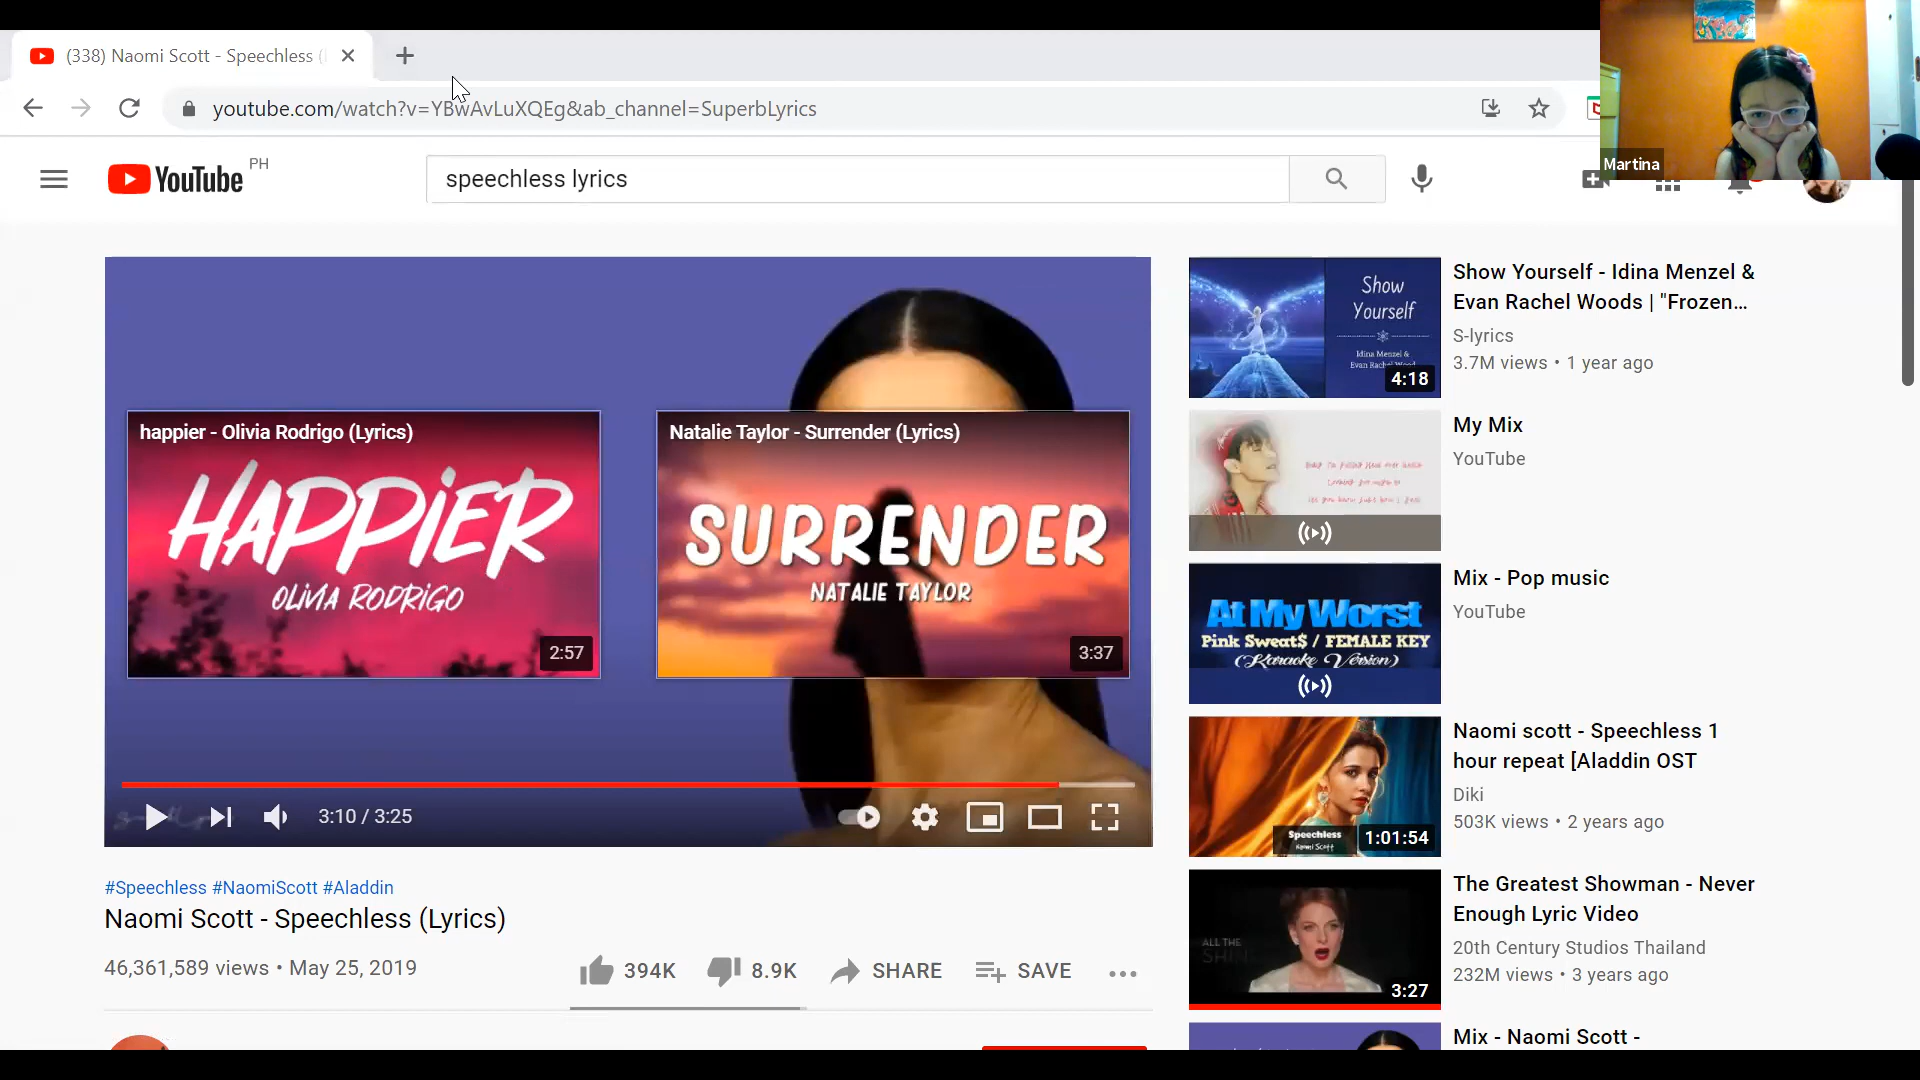 (338) Naomi Scott - Speechless (
youtube.com/watch?v=YBwAvLuXQEg&ab_channel=SuperbLyrics
Martina
YouTube PH
speechless lyrics
happier - Olivia Rodrigo (Lyrics)
HAPPiER
OLIVIA RODRIGO
2:57
Natalie Taylor - Surrender (Lyrics)
SURRENDER
NATALIE TAYLOR
3:37
3:10 / 3:25
#Speechless #NaomiScott #Aladdin
Naomi Scott - Speechless (Lyrics)
46,361,589 views • May 25, 2019
394K
8.9K
SHARE
SAVE
Show
Yourself
Idina Menzel &
Evan Rachel Wood
4:18
Show Yourself - Idina Menzel &
Evan Rachel Woods | "Frozen...
S-lyrics
3.7M views • 1 year ago
My Mix
YouTube
At My Worst
Pink Sweat$ / FEMALE KEY
(Karaoke Version)
Mix - Pop music
YouTube
Speechless
Naomi Scott
1:01:54
Naomi scott - Speechless 1
hour repeat [Aladdin OST
Diki
503K views • 2 years ago
ALL THE
SHIN
3:27
The Greatest Showman - Never
Enough Lyric Video
20th Century Studios Thailand
232M views • 3 years ago
Mix - Naomi Scott -